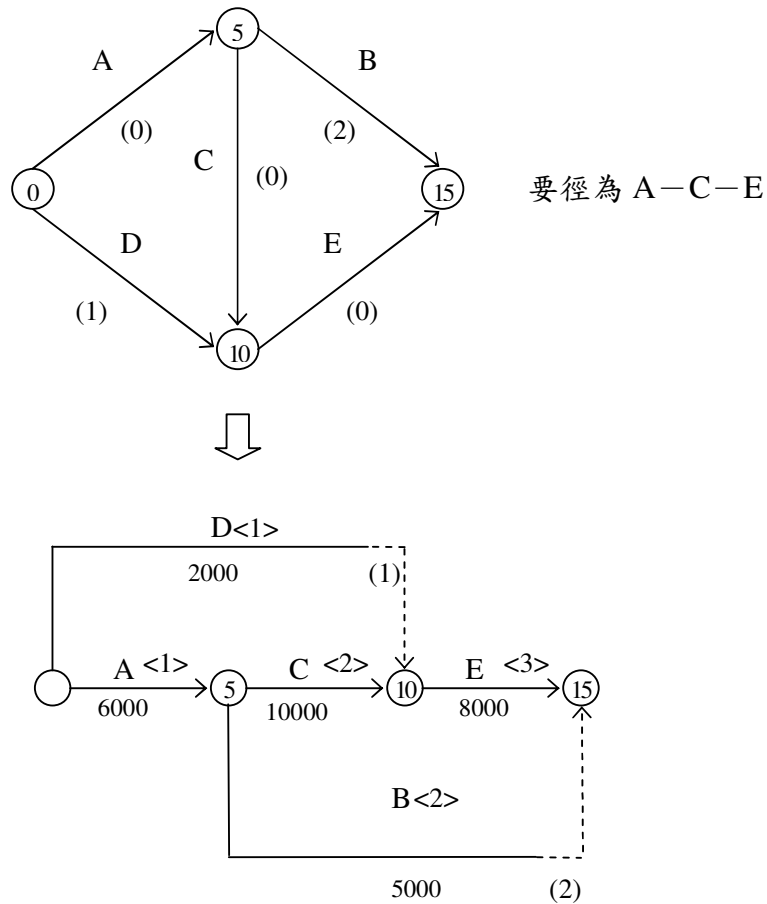 5
A
B
(0)
(2)
C
(0)
0
15
要徑為 A－C－E
D
E
(1)
(0)
10
D<1>
2000
(1)
A <1>
C <2>
E <3>
5
10
15
6000
10000
8000
B<2>
5000
(2)